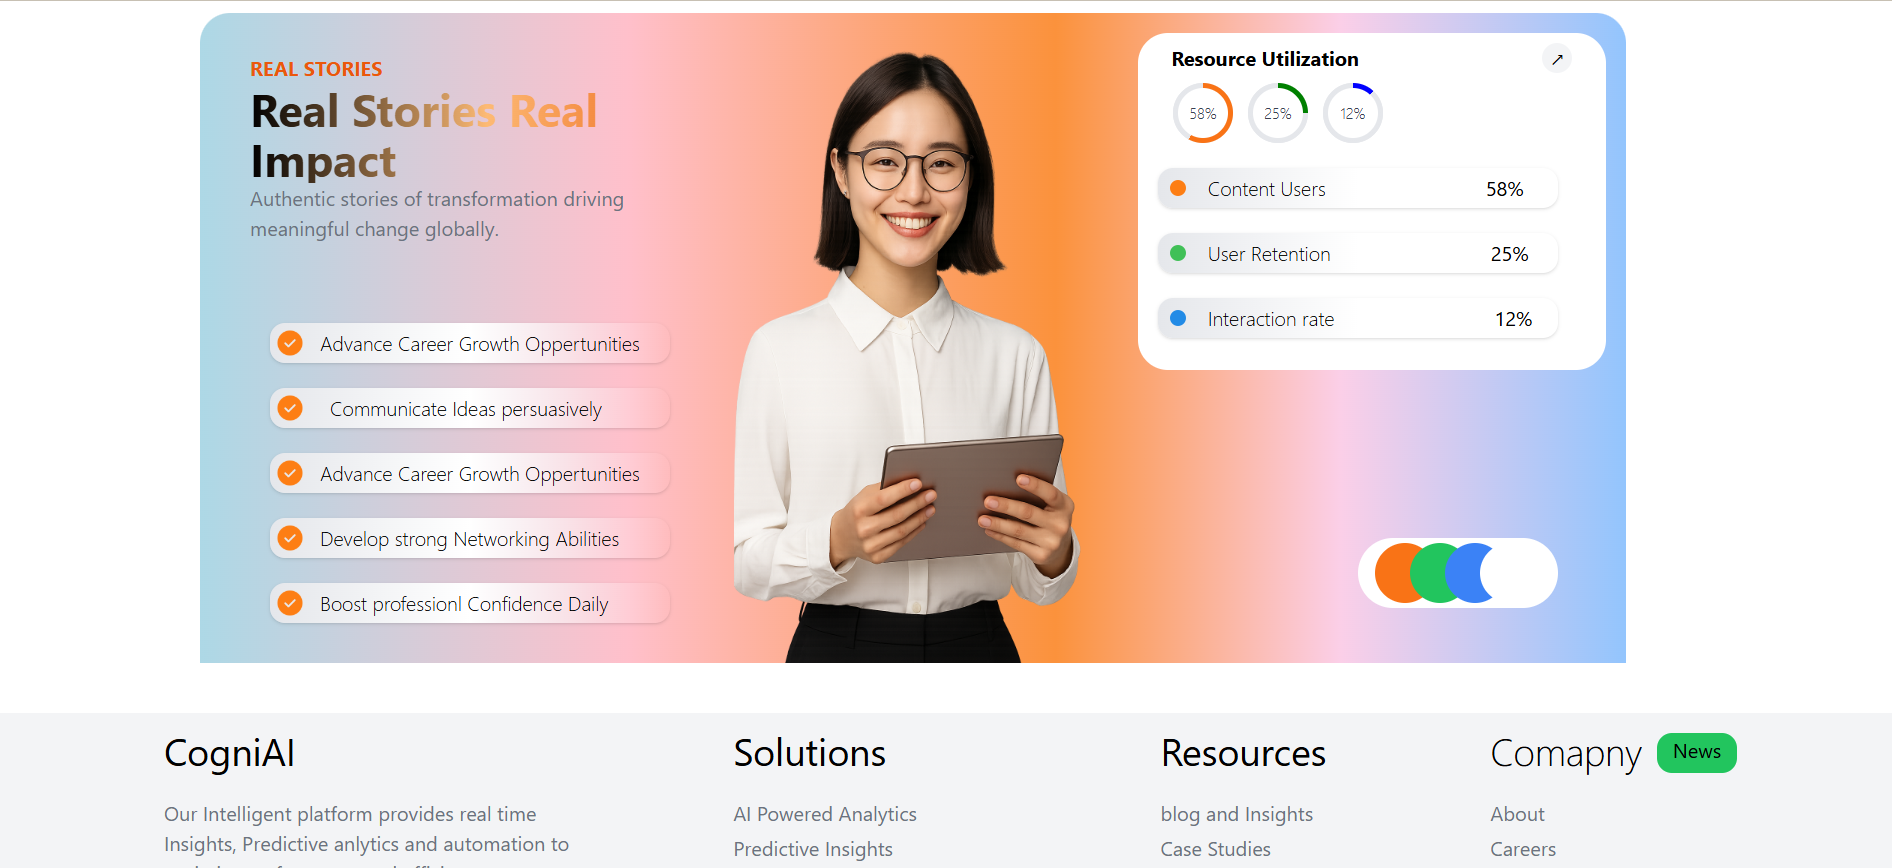 REAL STORIES
Real Stories Real
Impact
Authentic stories of transformation driving
meaningful change globally.
Advance Career Growth Oppertunities
Communicate Ideas persuasively
Advance Career Growth Oppertunities
Develop strong Networking Abilities
Boost professionl Confidence Daily
Resource Utilization
↗
58% 25% 12%
Content Users 58%
User Retention 25%
Interaction rate 12%
CogniAI
Our Intelligent platform provides real time
Insights, Predictive anlytics and automation to
Solutions
AI Powered Analytics
Predictive Insights
Resources
blog and Insights
Case Studies
Comapny News
About
Careers